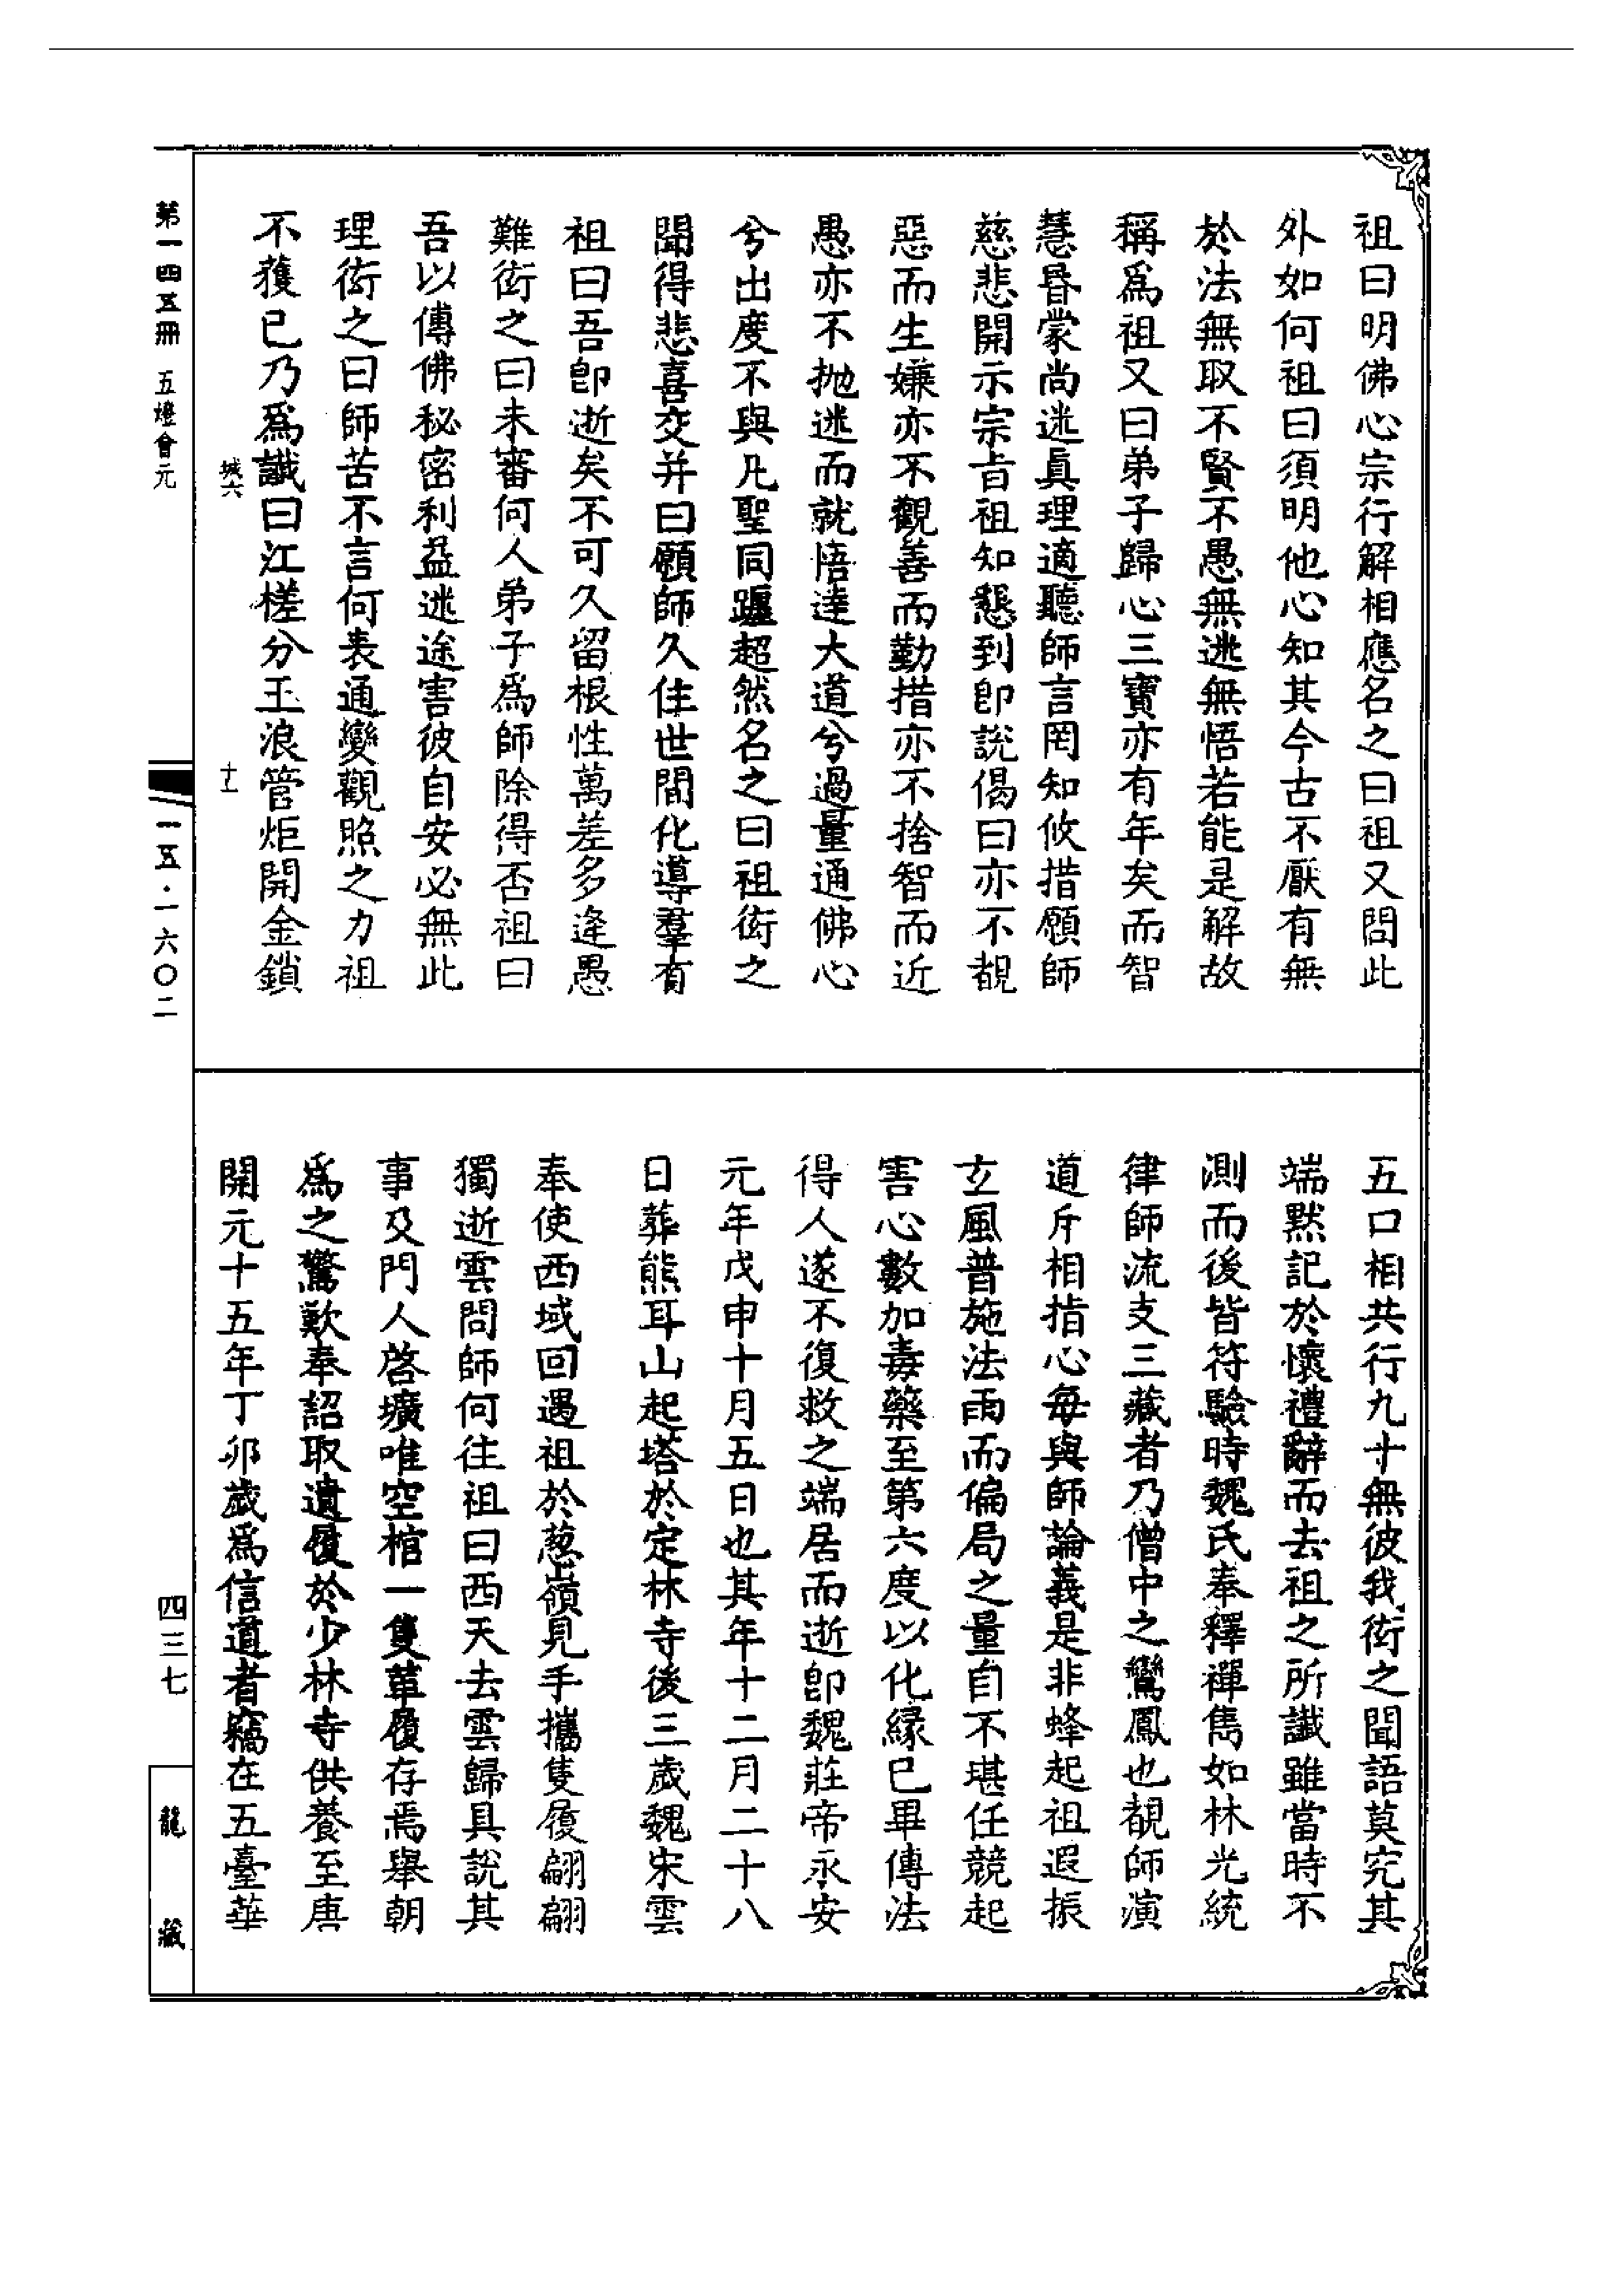 祖曰明佛心宗行解相應名之曰祖又問此
外如何祖曰須明他心知其今古不厭有無
於法無取不賢不愚無迷無悟若能是解故
稱爲祖又曰弟子歸心三寶亦有年矣而智
慧昬蒙尚迷眞理適聽師言罔知攸措願師
慈悲開示宗旨祖知懇到卽說偈曰亦不覩
惡而生嫌亦不觀善而勤措亦不捨智而近
愚亦不抛迷而就悟達大道兮過量通佛心
兮出度不與凡聖同躔超然名之曰祖衒之
聞得悲喜交并曰願師久住世間化導羣有
祖曰吾卽逝矣不可久留根性萬差多逢愚
難衒之曰未審何人弟子爲師除得否祖曰
吾以傳佛秘密利益迷途害彼自安必無此
理衒之曰師苦不言何表通變觀照之力祖
不獲已乃爲讖曰江槎分玉浪管炬開金鎖
五口相共行九十無彼我衒之聞語莫究其
端默記於懷禮辭而去祖之所讖雖當時不
測而後皆符驗時魏氏奉釋禪雋如林光統
律師流支三藏者乃僧中之鸞鳳也覩師演
道斥相指心每與師論義是非蜂起祖遐振
玄風普施法雨而偏局之量自不堪任競起
害心數加毒藥至第六度以化緣已畢傳法
得人遂不復救之端居而逝卽魏莊帝永安
元年戊申十月五日也其年十二月二十八
日葬熊耳山起塔於定林寺後三歲魏宋雲
奉使西域回遇祖於葱嶺見手攜隻履翩翩
獨逝雲問師何往祖曰西天去雲歸具說其
事及門人啓壙唯空棺一隻革履存焉舉朝
爲之驚歎奉詔取遺履於少林寺供養至唐
開元十五年丁卯歲爲信道者竊在五臺華
城六
十一
第一四五冊 五燈會元
一五·一六〇二
四三七
龍藏